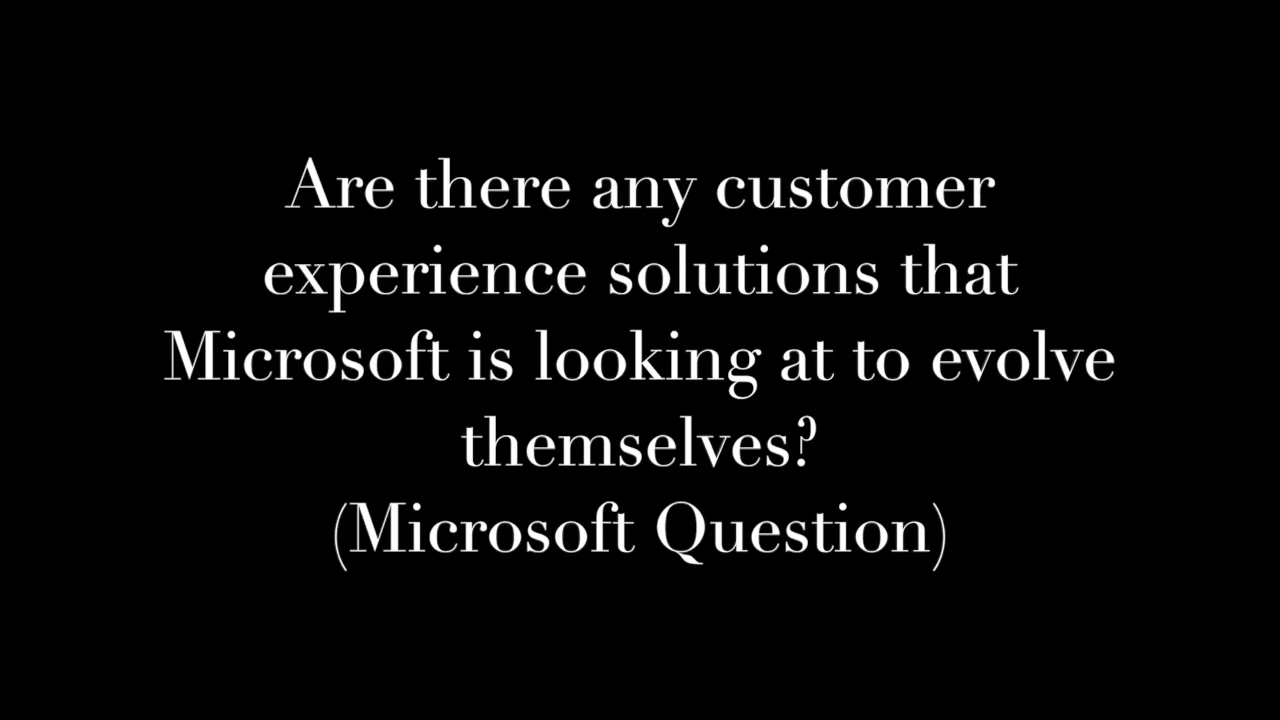 Are there any customer
experience solutions that
Microsoft is looking at to evolve
themselves?
(Microsoft Question)